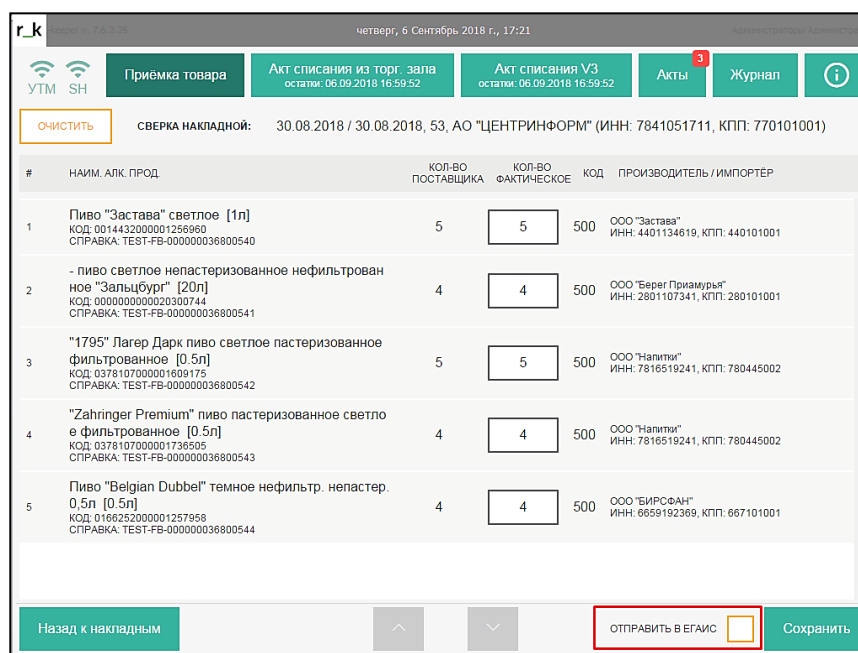 r_k
-keeper v. 7.6.2.26
четверг, 6 Сентябрь 2018 г., 17:21
Администраторы Администра
УТМ SH
Приёмка товара
Акт списания из торг. зала
остатки: 06.09.2018 16:59:52
Акт списания V3
остатки: 06.09.2018 16:59:52
Акты
3
Журнал
ОЧИСТИТЬ
СВЕРКА НАКЛАДНОЙ: 30.08.2018 / 30.08.2018, 53, АО "ЦЕНТРИНФОРМ" (ИНН: 7841051711, КПП: 770101001)
# НАИМ. АЛК. ПРОД. КОЛ-ВО ПОСТАВЩИКА КОЛ-ВО ФАКТИЧЕСКОЕ КОД ПРОИЗВОДИТЕЛЬ / ИМПОРТЁР
1
Пиво "Застава" светлое [1л]
КОД: 0014432000001256960
СПРАВКА: TEST-FB-000000036800540
5 5 500
ООО "Застава"
ИНН: 4401134619, КПП: 440101001
2
- пиво светлое непастеризованное нефильтрован
ное "Зальцбург" [20л]
КОД: 0000000000020300744
СПРАВКА: TEST-FB-000000036800541
4 4 500
ООО "Берег Приамурья"
ИНН: 2801107341, КПП: 280101001
3
"1795" Лагер Дарк пиво светлое пастеризованное
фильтрованное [0.5л]
КОД: 0378107000001609175
СПРАВКА: TEST-FB-000000036800542
5 5 500
ООО "Напитки"
ИНН: 7816519241, КПП: 780445002
4
"Zahringer Premium" пиво пастеризованное светло
е фильтрованное [0.5л]
КОД: 0378107000001736505
СПРАВКА: TEST-FB-000000036800543
4 4 500
ООО "Напитки"
ИНН: 7816519241, КПП: 780445002
5
Пиво "Belgian Dubbel" темное нефильтр. непастер.
0,5л [0.5л]
КОД: 0166252000001257958
СПРАВКА: TEST-FB-000000036800544
4 4 500
ООО "БИРСФАН"
ИНН: 6659192369, КПП: 667101001
Назад к накладным
ОТПРАВИТЬ В ЕГАИС
Сохранить